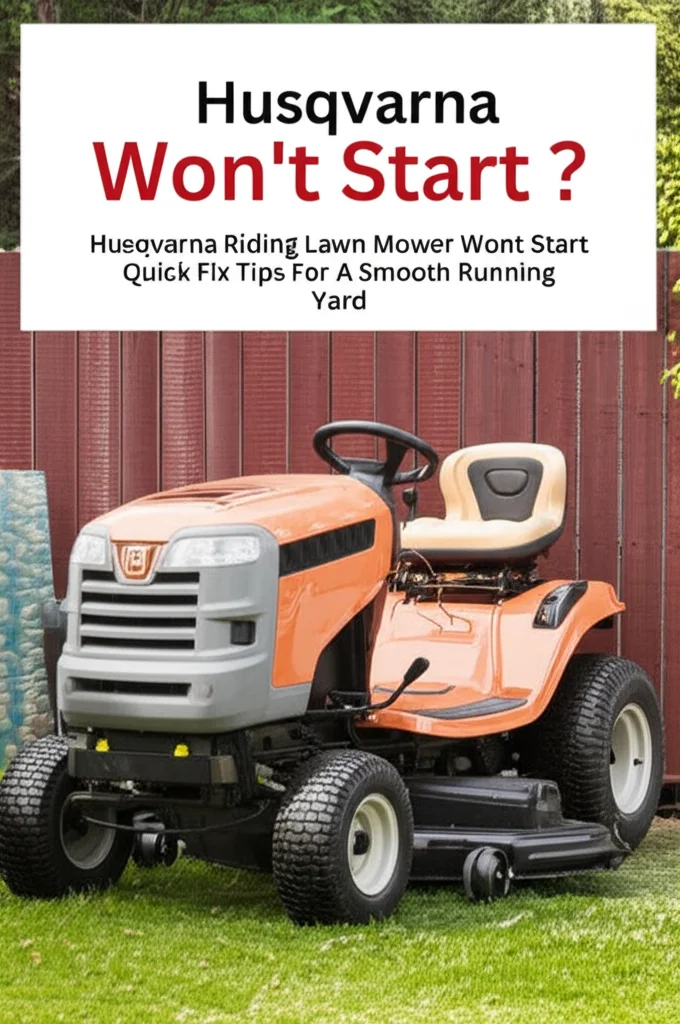 Husqvarna
Won't Start ?
Husqvarna Riding Lawn Mower Wont Start
Quick Fix Tips For A Smooth Running
Yard